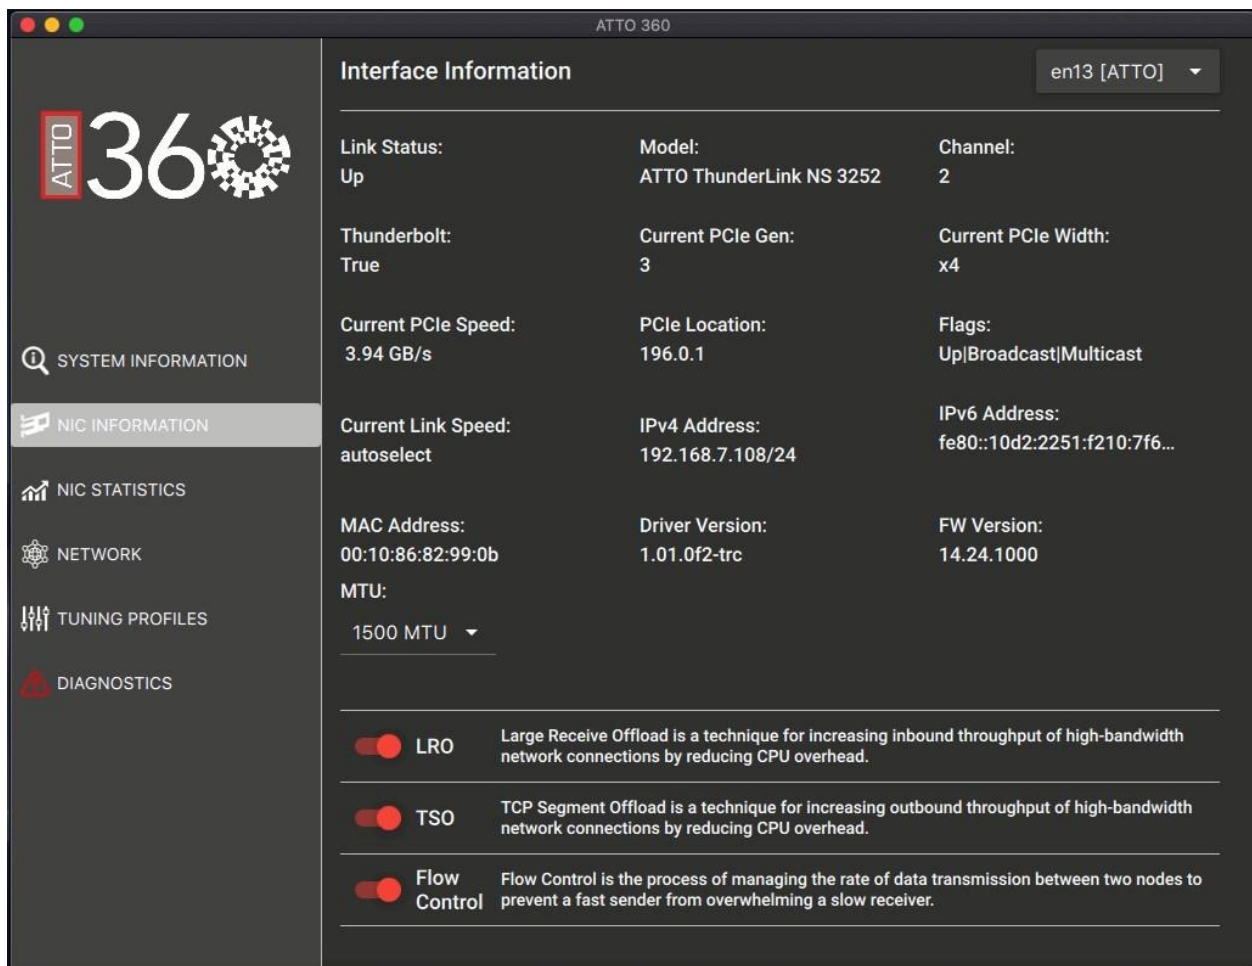 ATTO 360
Interface Information
en13 [ATTO]
ATTO 360
Link Status:
Up
Model:
ATTO ThunderLink NS 3252
Channel:
2
Thunderbolt:
True
Current PCIe Gen:
3
Current PCIe Width:
x4
Current PCIe Speed:
3.94 GB/s
PCIe Location:
196.0.1
Flags:
Up|Broadcast|Multicast
Current Link Speed:
autoselect
IPv4 Address:
192.168.7.108/24
IPv6 Address:
fe80::10d2:2251:f210:7f6...
MAC Address:
00:10:86:82:99:0b
Driver Version:
1.01.0f2-trc
FW Version:
14.24.1000
MTU:
1500 MTU
SYSTEM INFORMATION
NIC INFORMATION
NIC STATISTICS
NETWORK
TUNING PROFILES
DIAGNOSTICS
LRO
Large Receive Offload is a technique for increasing inbound throughput of high-bandwidth
network connections by reducing CPU overhead.
TSO
TCP Segment Offload is a technique for increasing outbound throughput of high-bandwidth
network connections by reducing CPU overhead.
Flow
Control
Flow Control is the process of managing the rate of data transmission between two nodes to
prevent a fast sender from overwhelming a slow receiver.